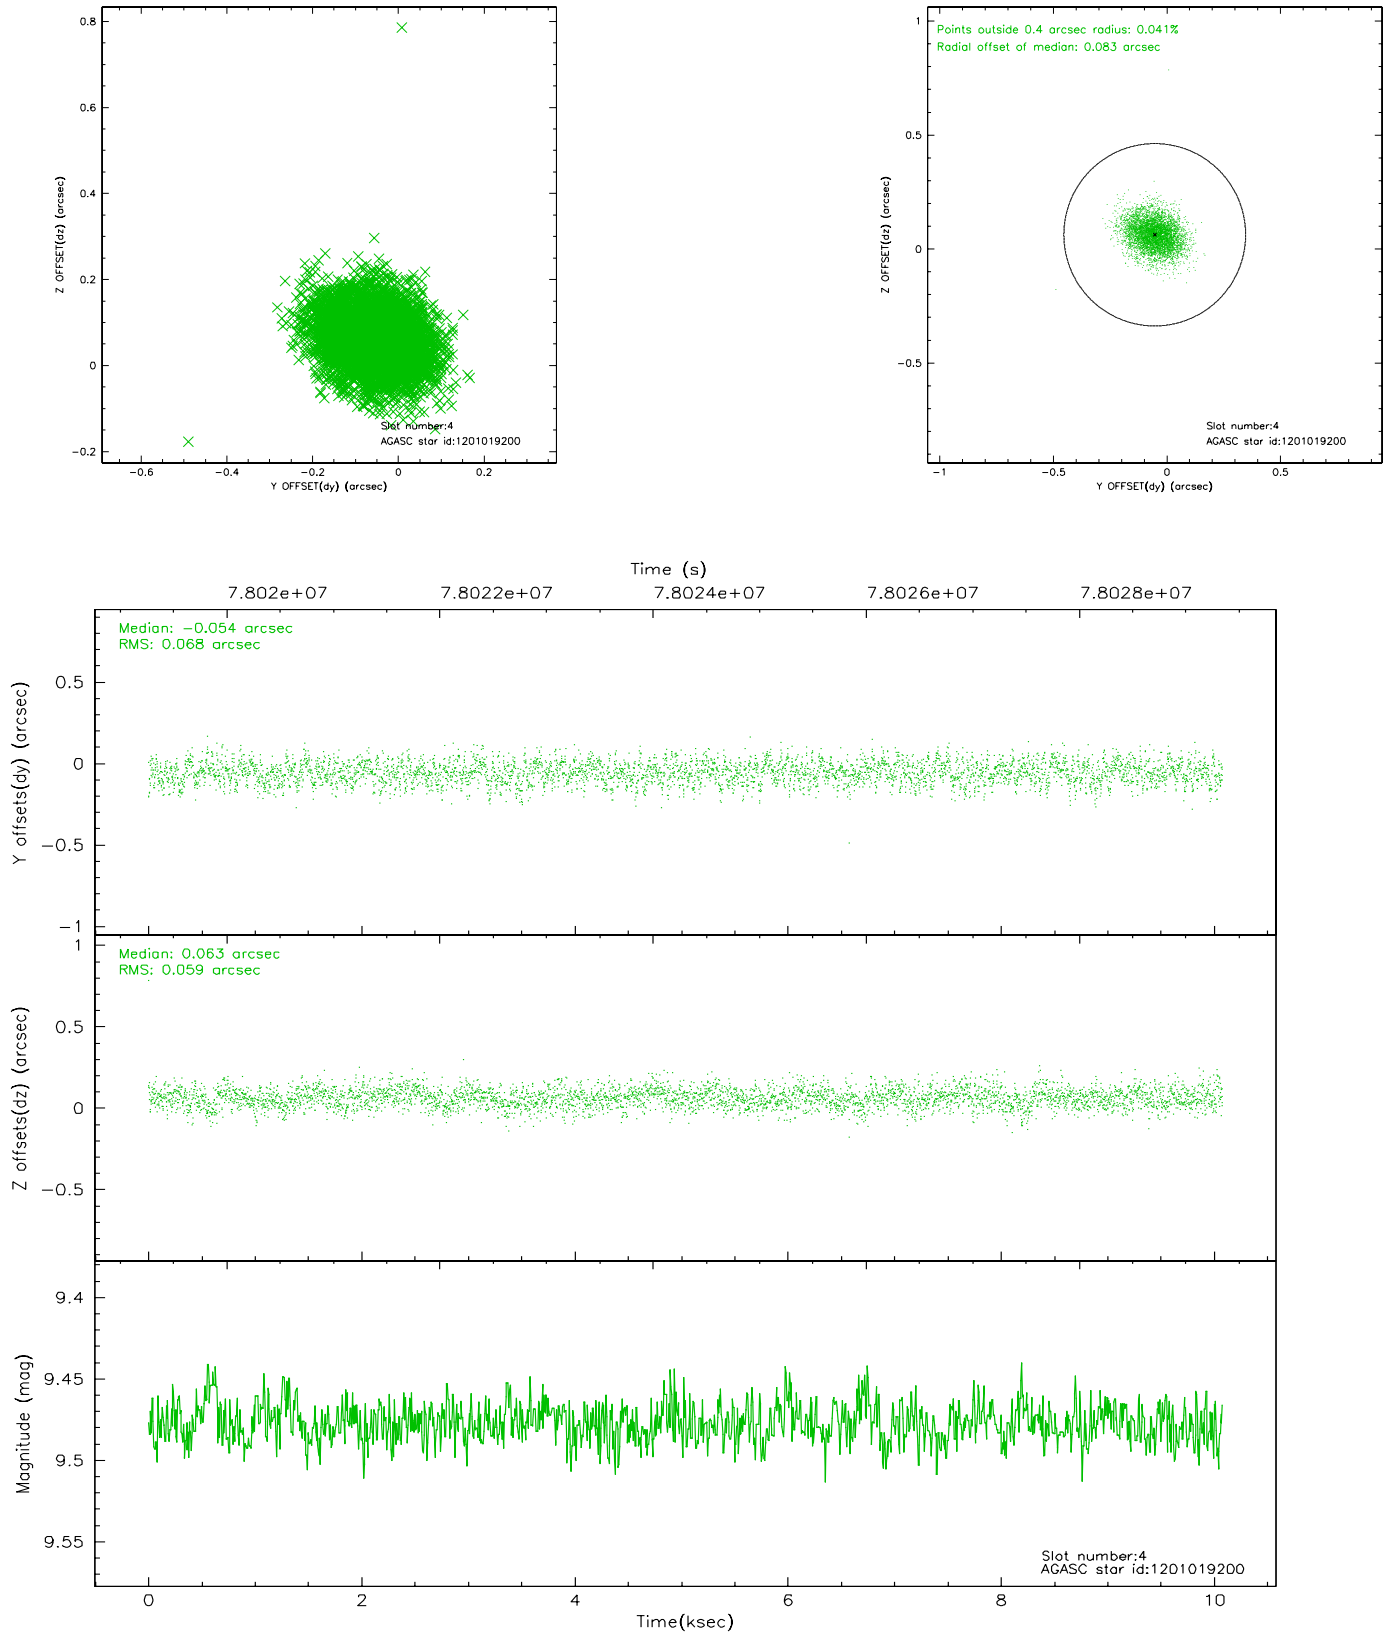 0.8
0.6
0.4
0.2
0
−0.2
−0.6
−0.4
−0.2
0
0.2
Z OFFSET(dz) (arcsec)
Y OFFSET(dy) (arcsec)
Slot number:4
AGASC star id:1201019200
Points outside 0.4 arcsec radius: 0.041%
Radial offset of median: 0.083 arcsec
1
0.5
0
−0.5
−1
−0.5
0
0.5
Z OFFSET(dz) (arcsec)
Y OFFSET(dy) (arcsec)
Slot number:4
AGASC star id:1201019200
Time (s)
7.802e+07
7.8022e+07
7.8024e+07
7.8026e+07
7.8028e+07
Median: −0.054 arcsec
RMS: 0.068 arcsec
0.5
0
−0.5
−1
Y offsets(dy) (arcsec)
Median: 0.063 arcsec
RMS: 0.059 arcsec
1
0.5
0
−0.5
Z offsets(dz) (arcsec)
9.4
9.45
9.5
9.55
Magnitude (mag)
Slot number:4
AGASC star id:1201019200
0
2
4
6
8
10
Time(ksec)